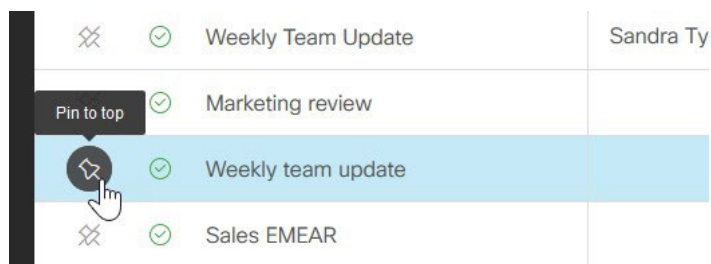 Weekly Team Update Sandra Ty
Marketing review
Pin to top
Weekly team update
Sales EMEAR